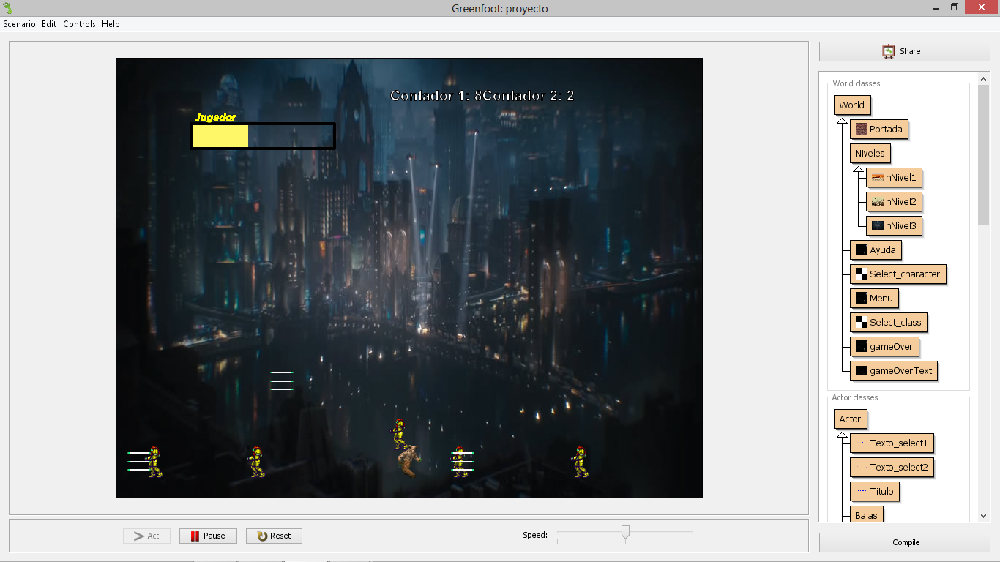 Greenfoot: proyecto
Scenario Edit Controls Help
Share...
World classes
World
Portada
Niveles
hNivel1
hNivel2
hNivel3
Ayuda
Select_character
Menu
Select_class
gameOver
gameOverText
Actor classes
Actor
Texto_select1
Texto_select2
Titulo
Balas
Compile
Contador 1: 8Contador 2: 2
Jugador
Act
Pause
Reset
Speed: